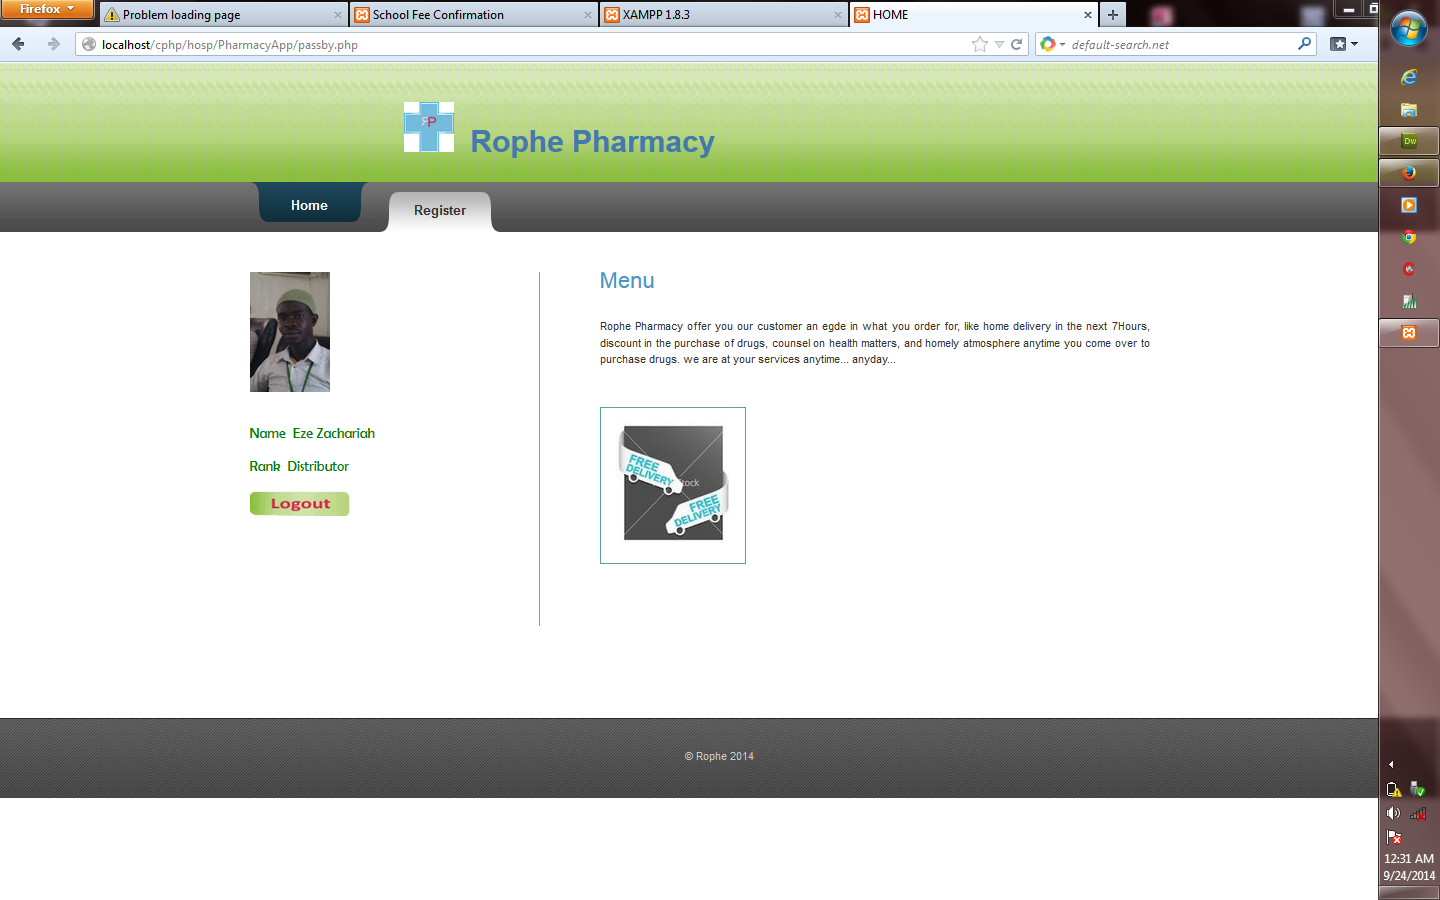 Firefox
Problem loading page
School Fee Confirmation
XAMPP 1.8.3
HOME
localhost/cphp/hosp/PharmacyApp/passby.php
default-search.net
RP
Rophe Pharmacy
Home
Register
Menu
Rophe Pharmacy offer you our customer an egde in what you order for, like home delivery in the next 7Hours,
discount in the purchase of drugs, counsel on health matters, and homely atmosphere anytime you come over to
purchase drugs. we are at your services anytime... anyday...
FREE
DELIVERY
tock
FREE
DELIVERY
Name Eze Zachariah
Rank Distributor
Logout
© Rophe 2014
Dw
12:31 AM
9/24/2014